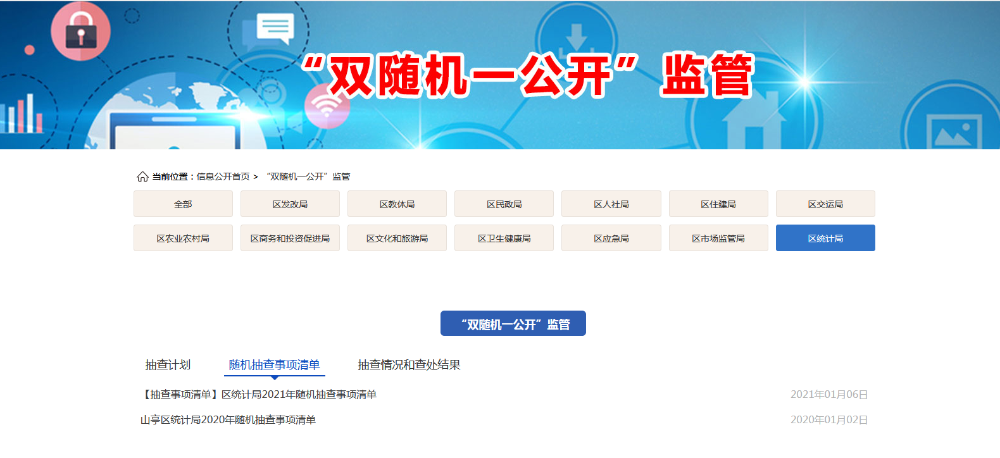 “双随机一公开”监管
当前位置：信息公开首页 > “双随机一公开”监管
全部 区发改局 区教体局 区民政局 区人社局 区住建局 区交运局
区农业农村局 区商务和投资促进局 区文化和旅游局 区卫生健康局 区应急局 区市场监管局 区统计局
“双随机一公开”监管
抽查计划 随机抽查事项清单 抽查情况和查处结果
【抽查事项清单】区统计局2021年随机抽查事项清单 2021年01月06日
山亭区统计局2020年随机抽查事项清单 2020年01月02日